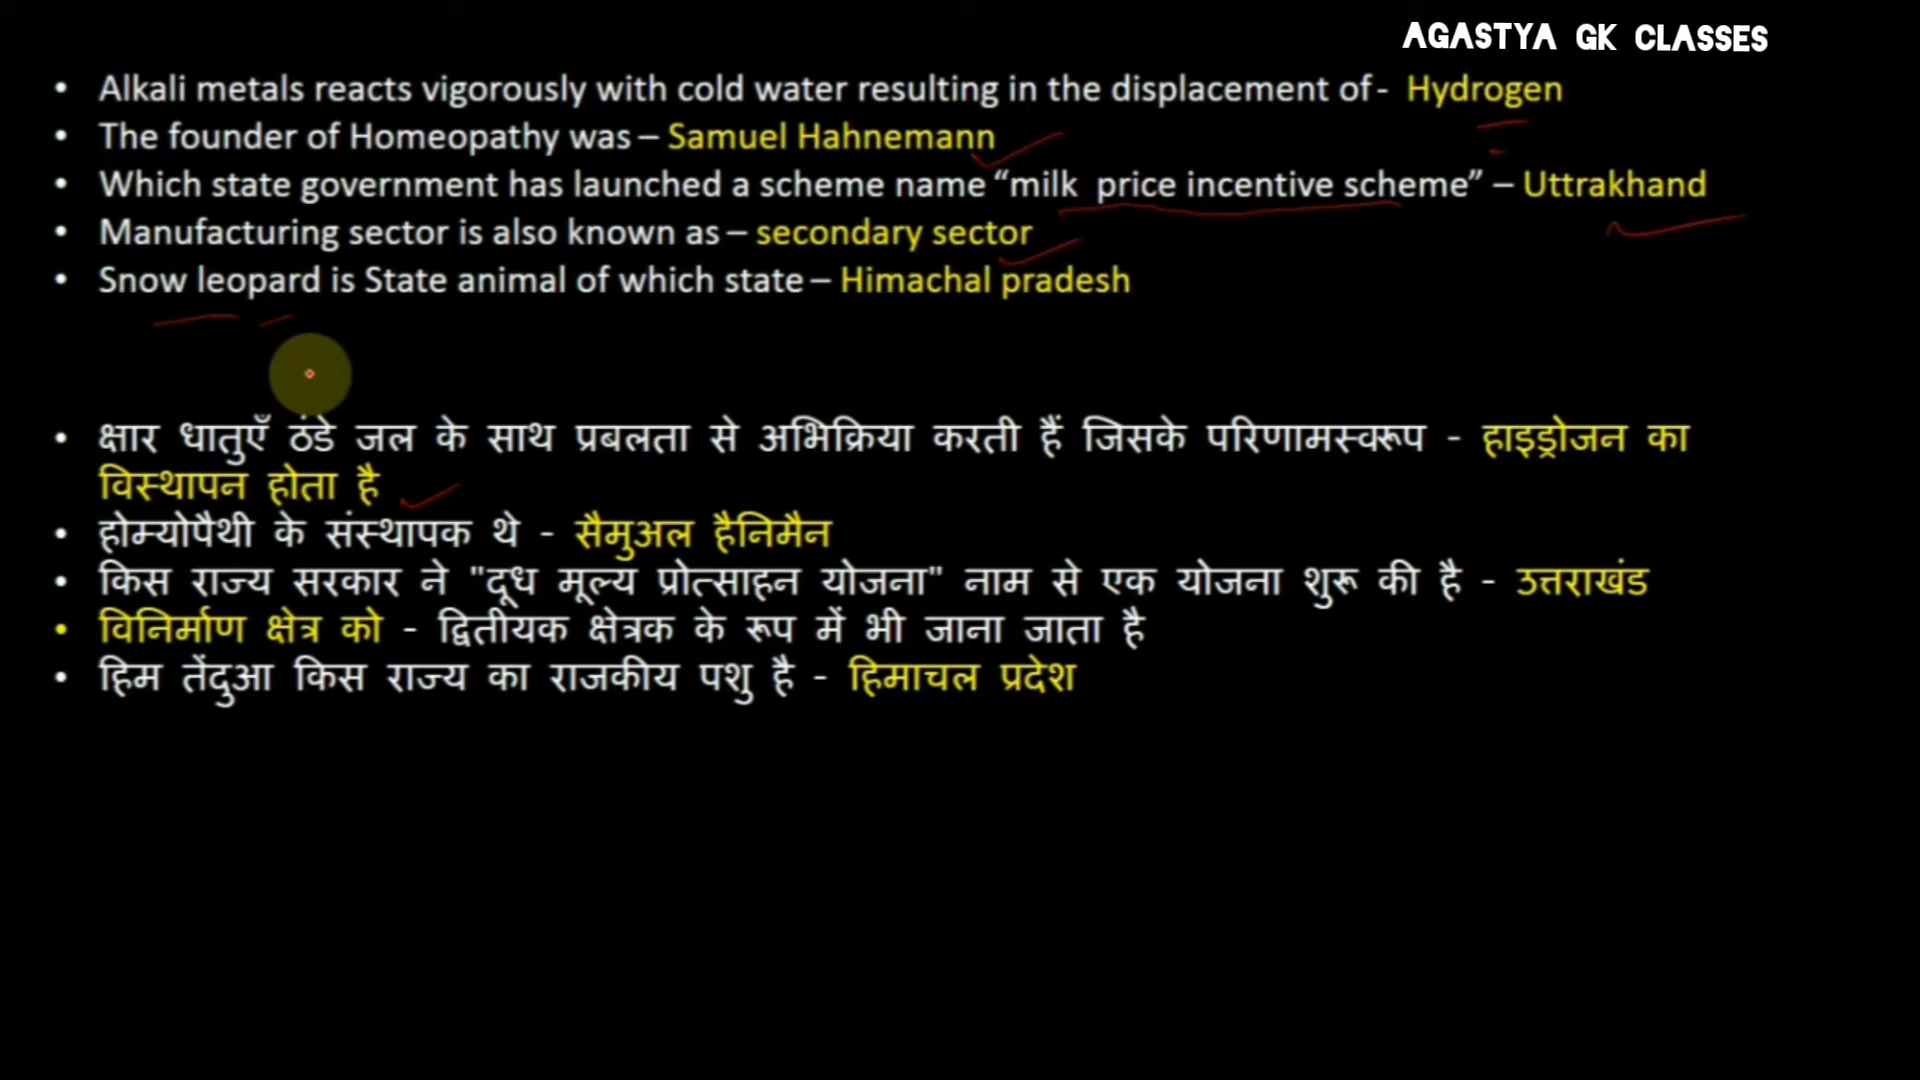 AGASTYA GK CLASSES
• Alkali metals reacts vigorously with cold water resulting in the displacement of- Hydrogen
• The founder of Homeopathy was – Samuel Hahnemann
• Which state government has launched a scheme name “milk price incentive scheme” – Uttrakhand
• Manufacturing sector is also known as – secondary sector
• Snow leopard is State animal of which state – Himachal pradesh
• क्षार धातुएँ ठंडे जल के साथ प्रबलता से अभिक्रिया करती हैं जिसके परिणामस्वरूप - हाइड्रोजन का
विस्थापन होता है
• होम्योपैथी के संस्थापक थे - सैमुअल हैनिमैन
• किस राज्य सरकार ने "दूध मूल्य प्रोत्साहन योजना" नाम से एक योजना शुरू की है - उत्तराखंड
• विनिर्माण क्षेत्र को - द्वितीयक क्षेत्रक के रूप में भी जाना जाता है
• हिम तेंदुआ किस राज्य का राजकीय पशु है - हिमाचल प्रदेश